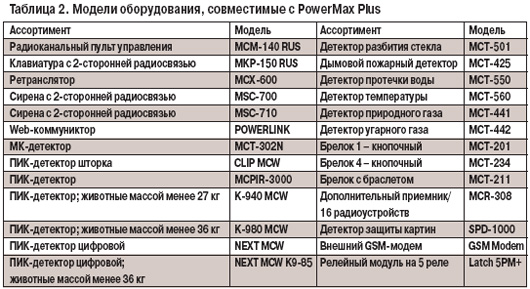 Таблица 2. Модели оборудования, совместимые с PowerMax Plus
Ассортимент Модель Ассортимент Модель
Радиоканальный пульт управления MCM-140 RUS Детектор разбития стекла MCT-501
Клавиатура с 2-сторонней радиосвязью MKP-150 RUS Дымовой пожарный детектор MCT-425
Ретранслятор MCX-600 Детектор протечки воды MCT-550
Сирена с 2-сторонней радиосвязью MSC-700 Детектор температуры MCT-560
Сирена с 2-сторонней радиосвязью MSC-710 Детектор природного газа MCT-441
Web-коммуниктор POWERLINK Детектор угарного газа MCT-442
МК-детектор MCT-302N Брелок 1 – кнопочный MCT-201
ПИК-детектор шторка CLIP MCW Брелок 4 – кнопочный MCT-234
ПИК-детектор MCPIR-3000 Брелок с браслетом MCT-211
ПИК-детектор; животные массой менее 27 кг K-940 MCW Дополнительный приемник/ MCR-308
16 радиоустройств
ПИК-детектор; животные массой менее 36 кг K-980 MCW Детектор защиты картин SPD-1000
ПИК-детектор цифровой NEXT MCW Внешний GSM-модем GSM Modem
ПИК-детектор цифровой; NEXT MCW K9-85 Релейный модуль на 5 реле Latch 5PM+
животные массой менее 36 кг